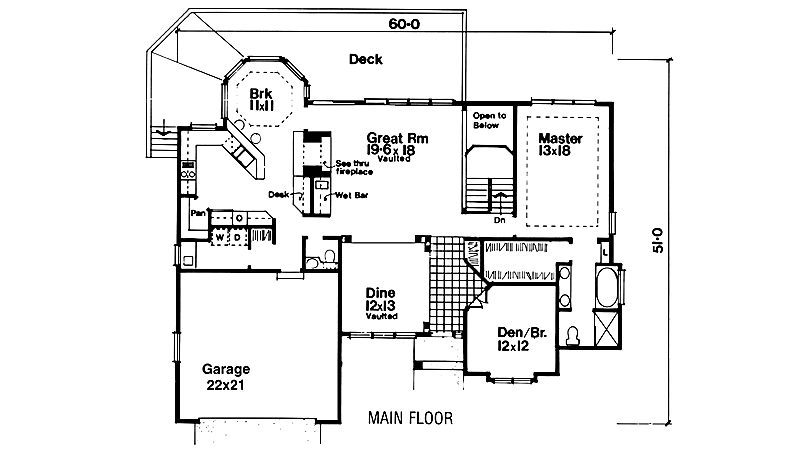 60-0
Deck
Brk
11x11
Open to
Below
Great Rm
19-6 x 18
Vaulted
Master
13x18
See thru
fireplace
Desk
Wet Bar
Pan
Dn
W D
L
51-0
Dine
12x13
Vaulted
Den/Br.
12x12
Garage
22x21
MAIN FLOOR